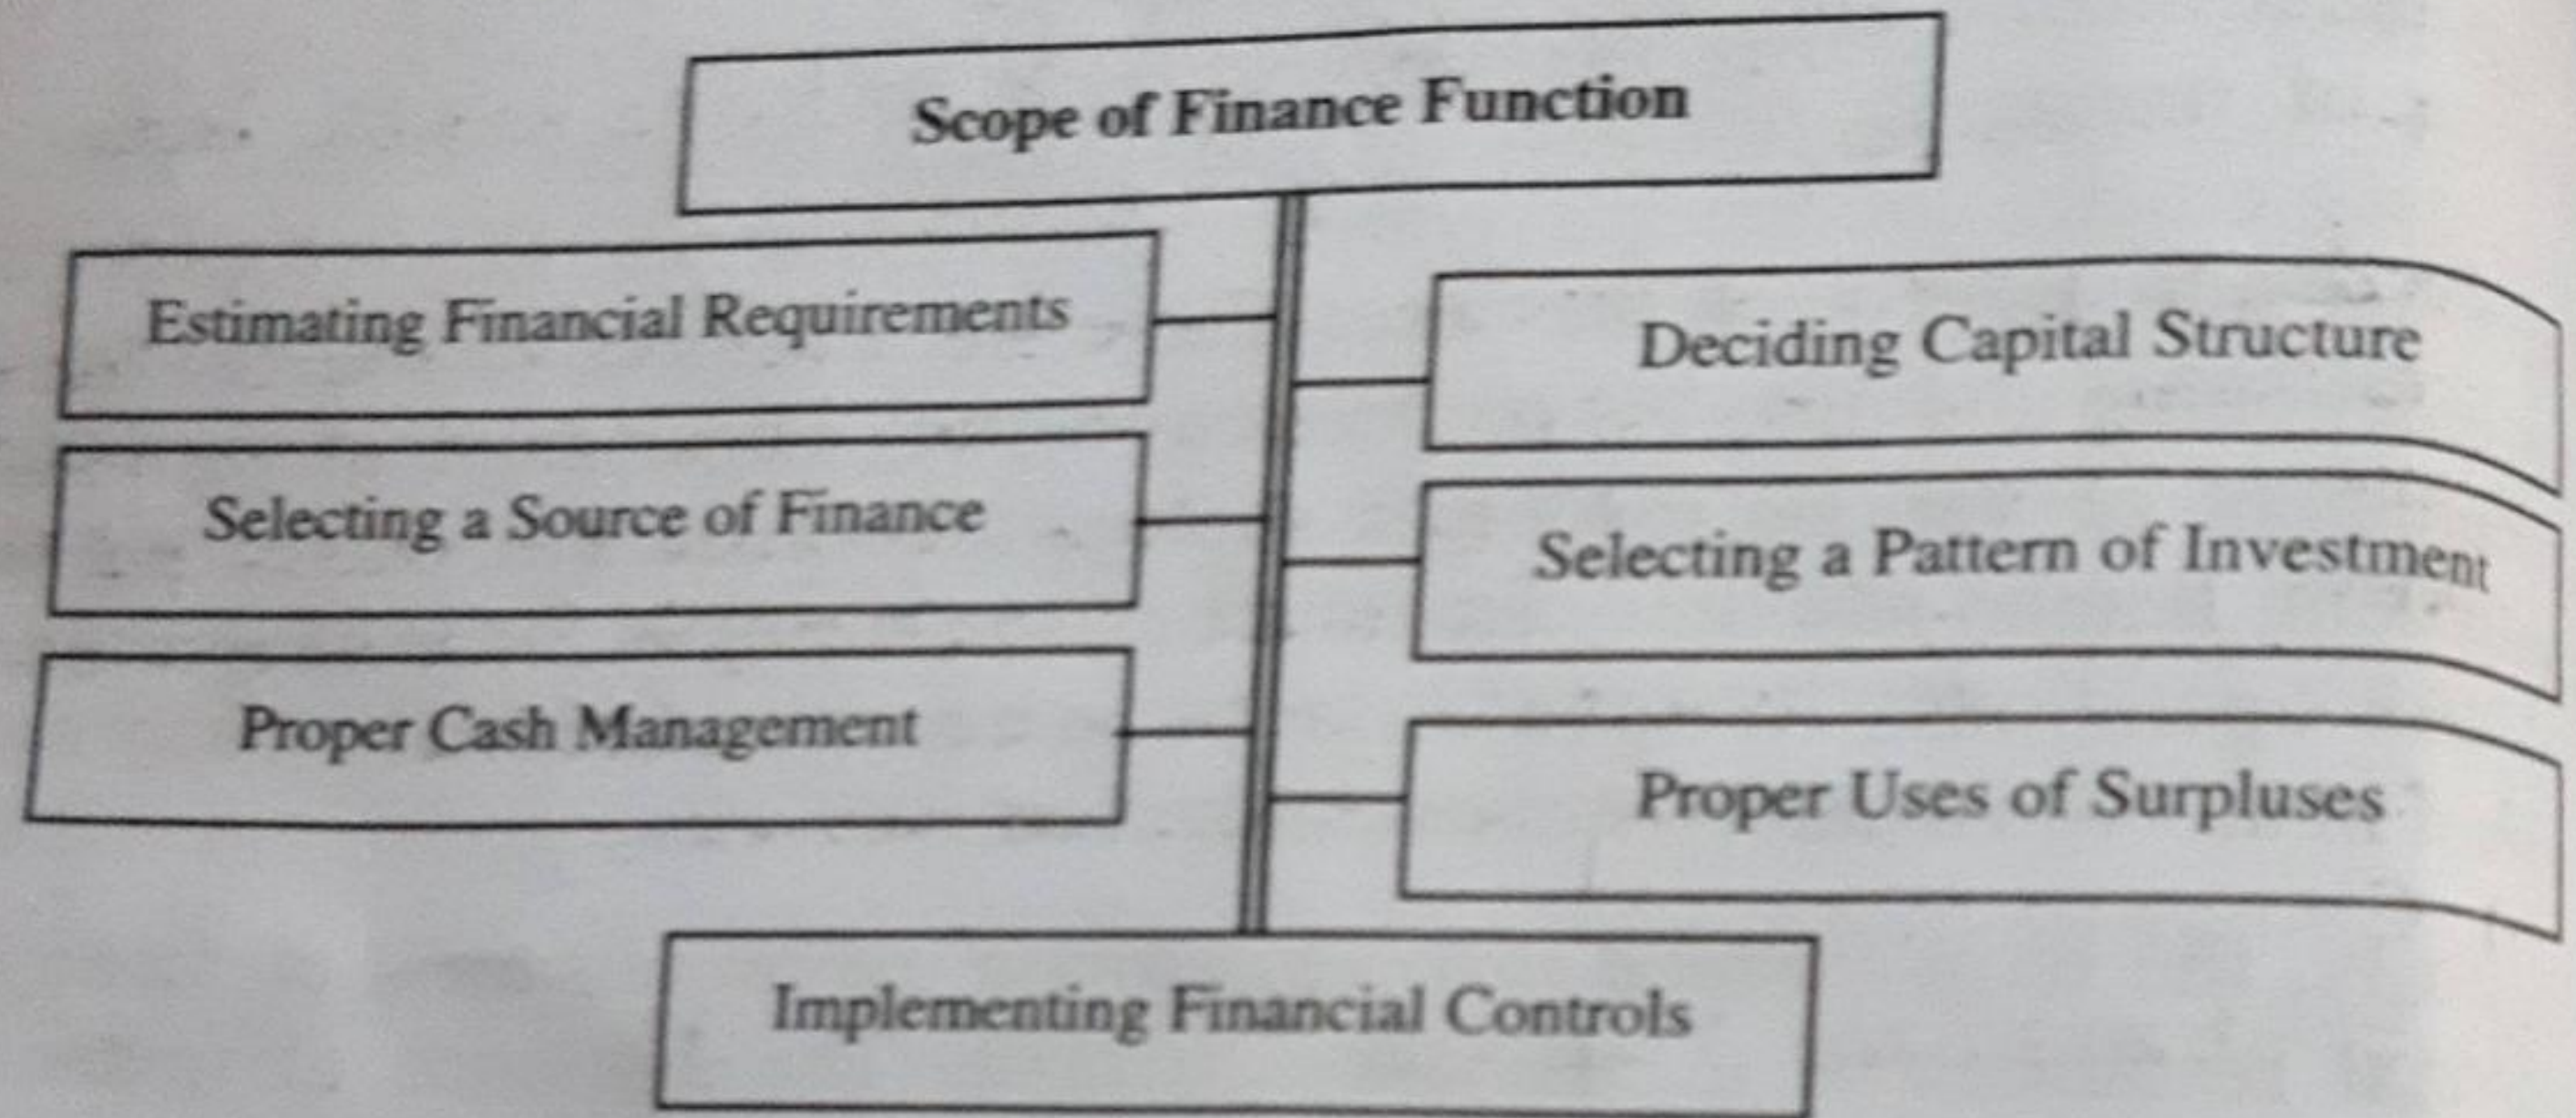 Scope of Finance Function
Estimating Financial Requirements
Deciding Capital Structure
Selecting a Source of Finance
Selecting a Pattern of Investment
Proper Cash Management
Proper Uses of Surpluses
Implementing Financial Controls